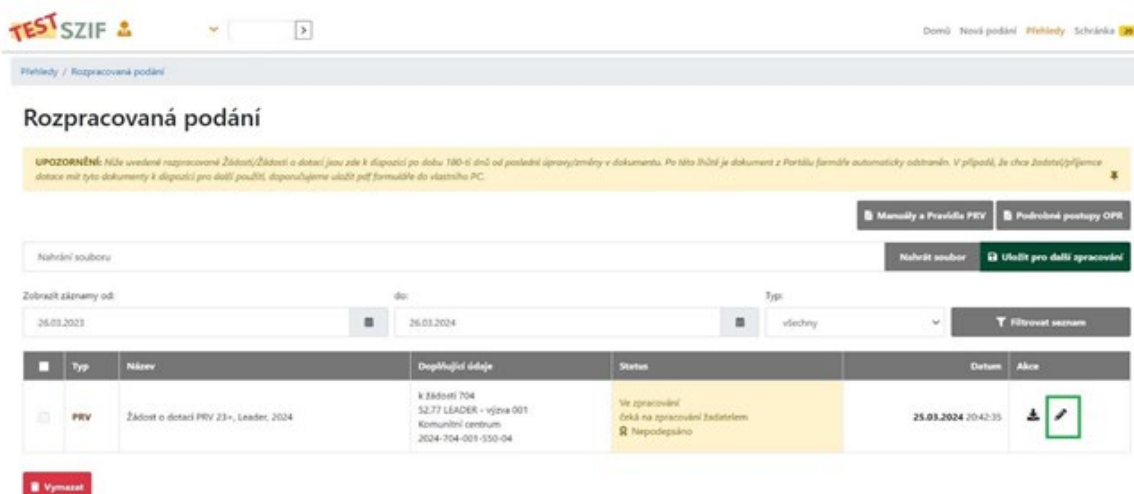 TEST SZIF
Domů Nová podání Přehledy Schránka
Přehledy / Rozpracovaná podání
Rozpracovaná podání
UPOZORNĚNÍ: Níže uvedené rozpracované Žádosti/Žádosti o dotaci jsou zde k dispozici po dobu 180-ti dnů od poslední úpravy/změny v dokumentu. Po této lhůtě je dokument z Portálu farmáře automaticky odstraněn. V případě, že chce žadatel/příjemce
dotace mít tyto dokumenty k dispozici pro další použití, doporučujeme uložit pdf formuláře do vlastního PC.
Manuály a Pravidla PRV Podrobné postupy OPR
Nahrání souboru Nahrát soubor Uložit pro další zpracování
Zobrazit záznamy od: do: Typ:
26.03.2023 26.03.2024 všechny Filtrovat seznam
Typ Název Doplňující údaje Status Datum Akce
k žádosti 704
52.77 LEADER - výzva 001
Komunitní centrum
2024-704-001-550-04
PRV Žádost o dotaci PRV 23+, Leader, 2024
Ve zpracování
čeká na zpracování žadatelem
Nepodepsáno
25.03.2024 20:42:35
Vymazat